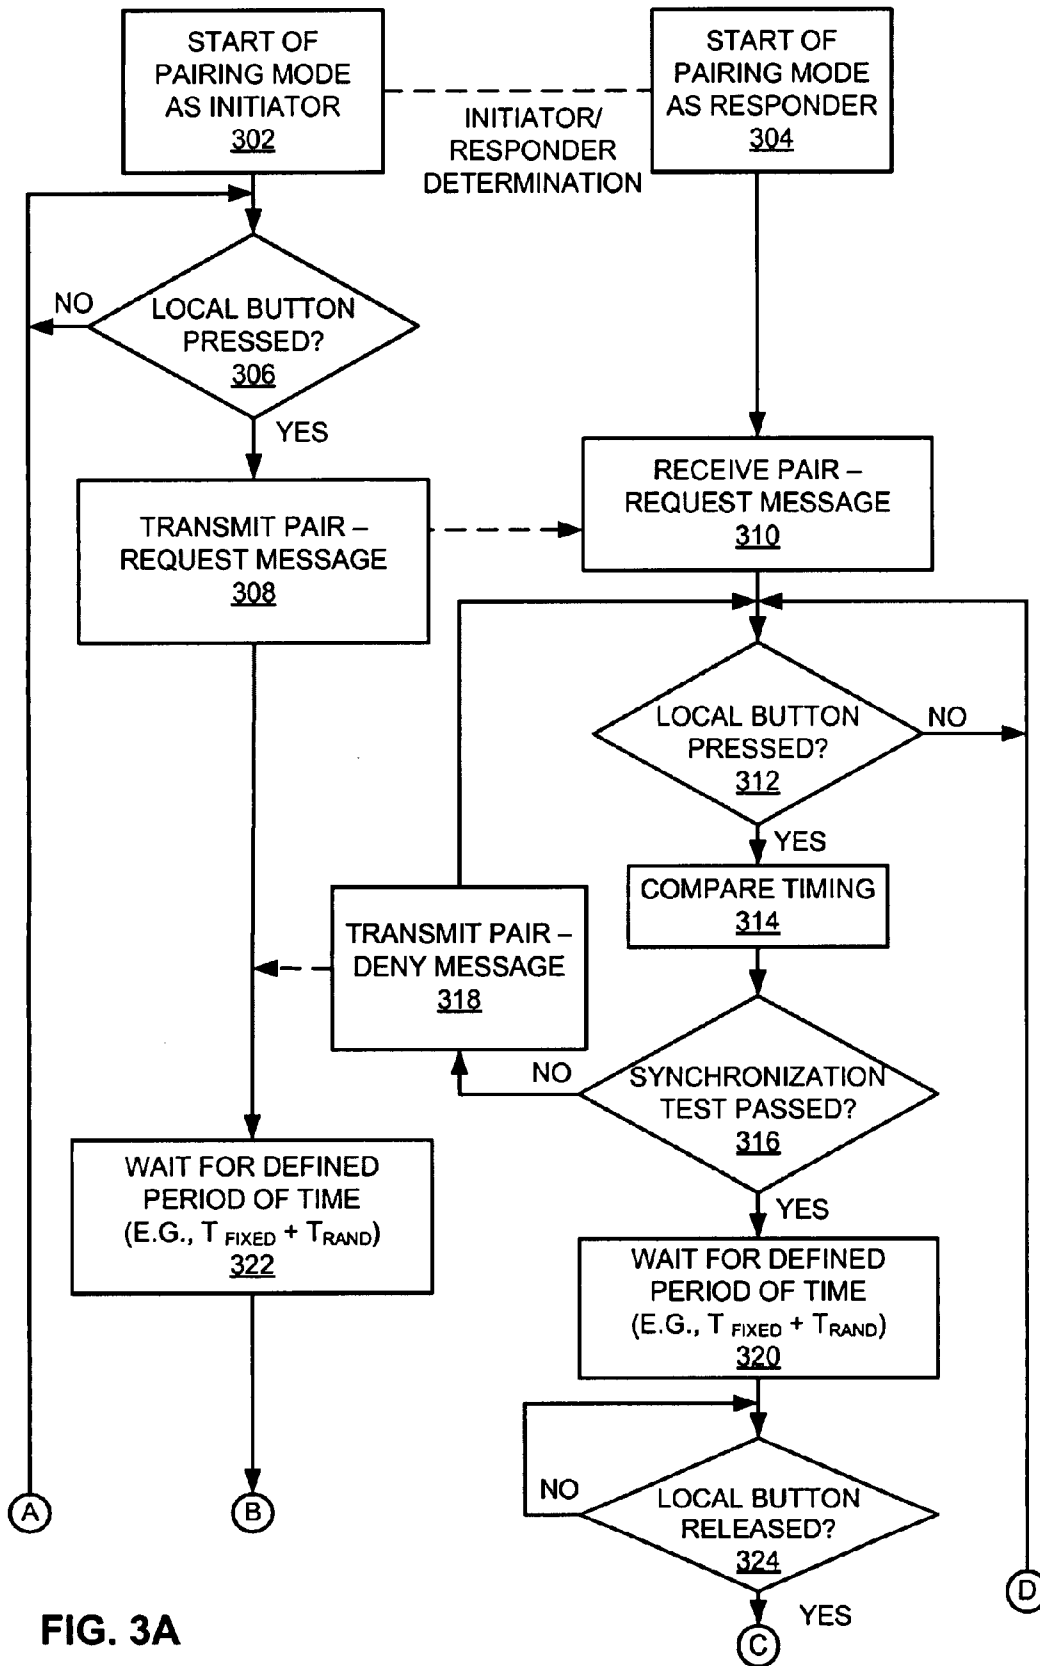 START OF
PAIRING MODE
AS INITIATOR
302
START OF
PAIRING MODE
AS RESPONDER
304
INITIATOR/
RESPONDER
DETERMINATION
LOCAL BUTTON
PRESSED?
306
NO
YES
TRANSMIT PAIR –
REQUEST MESSAGE
308
RECEIVE PAIR –
REQUEST MESSAGE
310
LOCAL BUTTON
PRESSED?
312
NO
YES
COMPARE TIMING
314
TRANSMIT PAIR –
DENY MESSAGE
318
NO
SYNCHRONIZATION
TEST PASSED?
316
YES
WAIT FOR DEFINED
PERIOD OF TIME
(E.G., T FIXED + TRAND)
322
WAIT FOR DEFINED
PERIOD OF TIME
(E.G., T FIXED + TRAND)
320
NO
LOCAL BUTTON
RELEASED?
324
YES
A
B
C
D
FIG. 3A